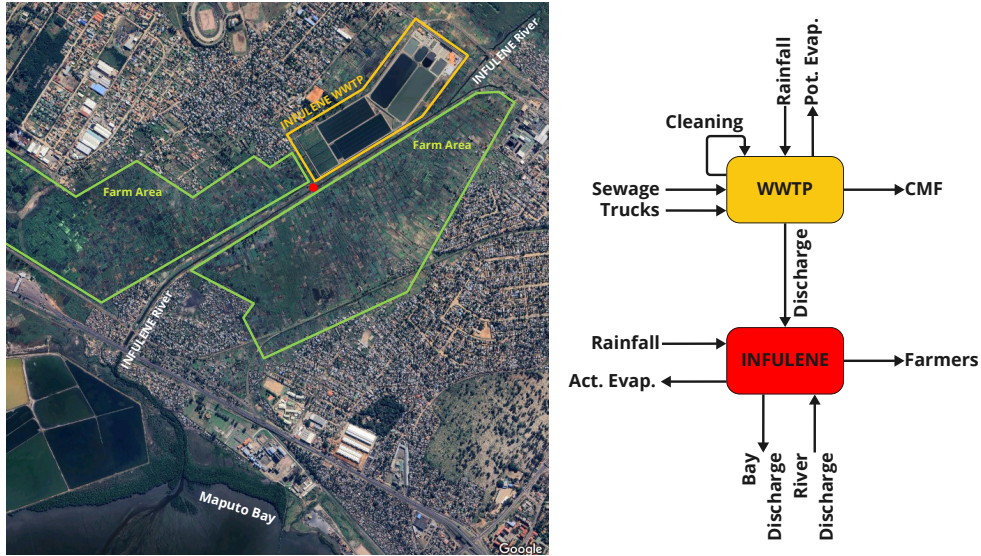 INFULENE WWTP
INFULENE River
Farm Area
Farm Area
INFULENE River
Maputo Bay
Google
Rainfall
Pot. Evap.
Cleaning
WWTP
Sewage
Trucks
CMF
Discharge
Rainfall
INFULENE
Farmers
Act. Evap.
Bay
Discharge
River
Discharge